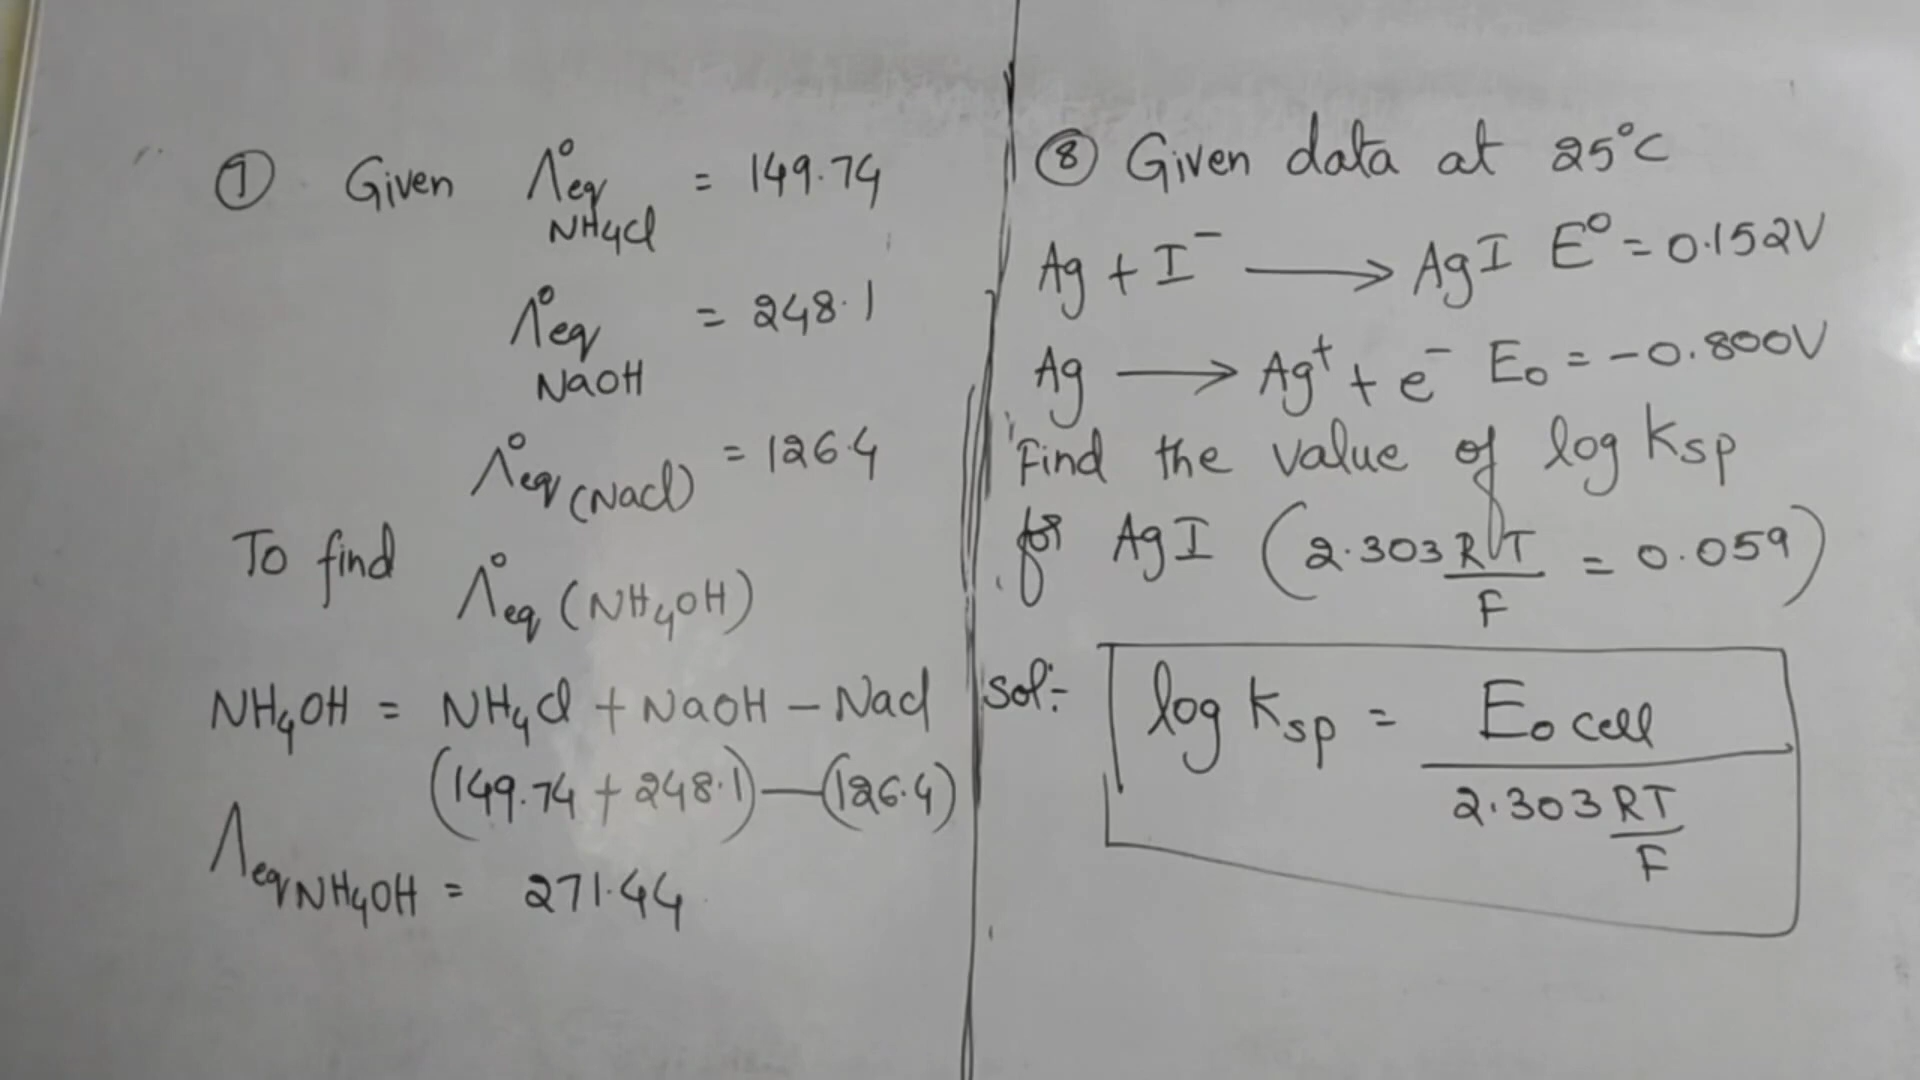 ① Given Λ°eq NH4Cl = 149.74
Λ°eq NaOH = 248.1
Λ°eq (NaCl) = 126.4
To find Λ°eq (NH4OH)
NH4OH = NH4Cl + NaOH – NaCl
(149.74 + 248.1) — (126.4)
Λeq NH4OH = 271.44
⑧ Given data at 25°C
Ag + I⁻ ⟶ AgI E° = 0.152V
Ag ⟶ Ag⁺ + e⁻ E₀ = -0.800V
Find the value of log Ksp
for AgI (2.303 RT/F = 0.059)
Sol:- log Ksp = E₀ cell / 2.303 RT/F